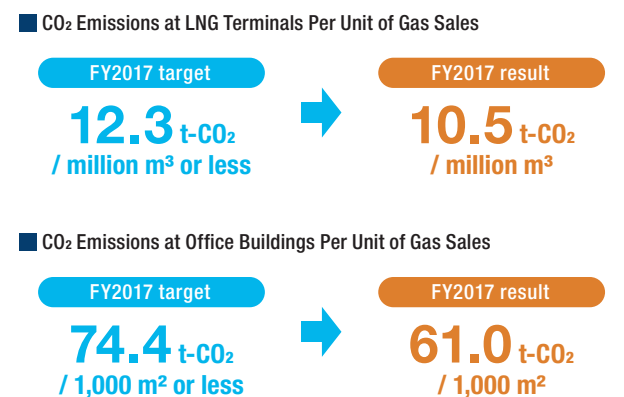 CO₂ Emissions at LNG Terminals Per Unit of Gas Sales
FY2017 target
12.3 t-CO₂
/ million m³ or less
FY2017 result
10.5 t-CO₂
/ million m³
CO₂ Emissions at Office Buildings Per Unit of Gas Sales
FY2017 target
74.4 t-CO₂
/ 1,000 m² or less
FY2017 result
61.0 t-CO₂
/ 1,000 m²